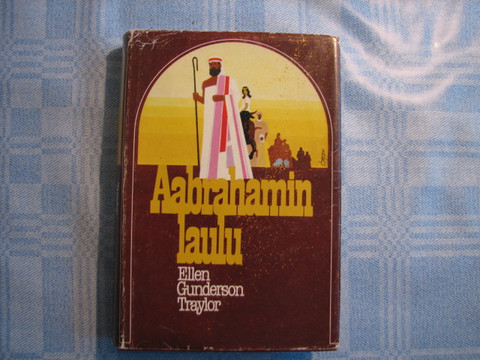 Aabrahamin
laulu
Ellen
Gunderson
Traylor